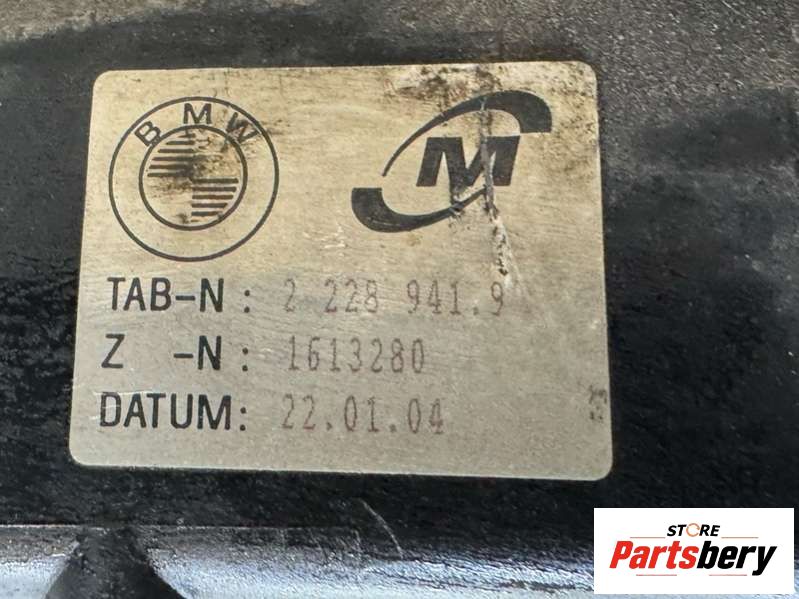 BMW
M
TAB-N: 2 228 941.9
Z -N: 1613280
DATUM: 22.01.04
STORE
Partsbery